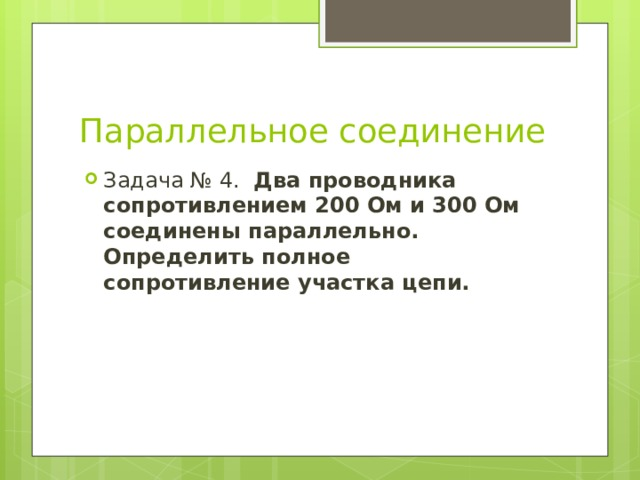 Параллельное соединение
Задача № 4. Два проводника
сопротивлением 200 Ом и 300 Ом
соединены параллельно.
Определить полное
сопротивление участка цепи.